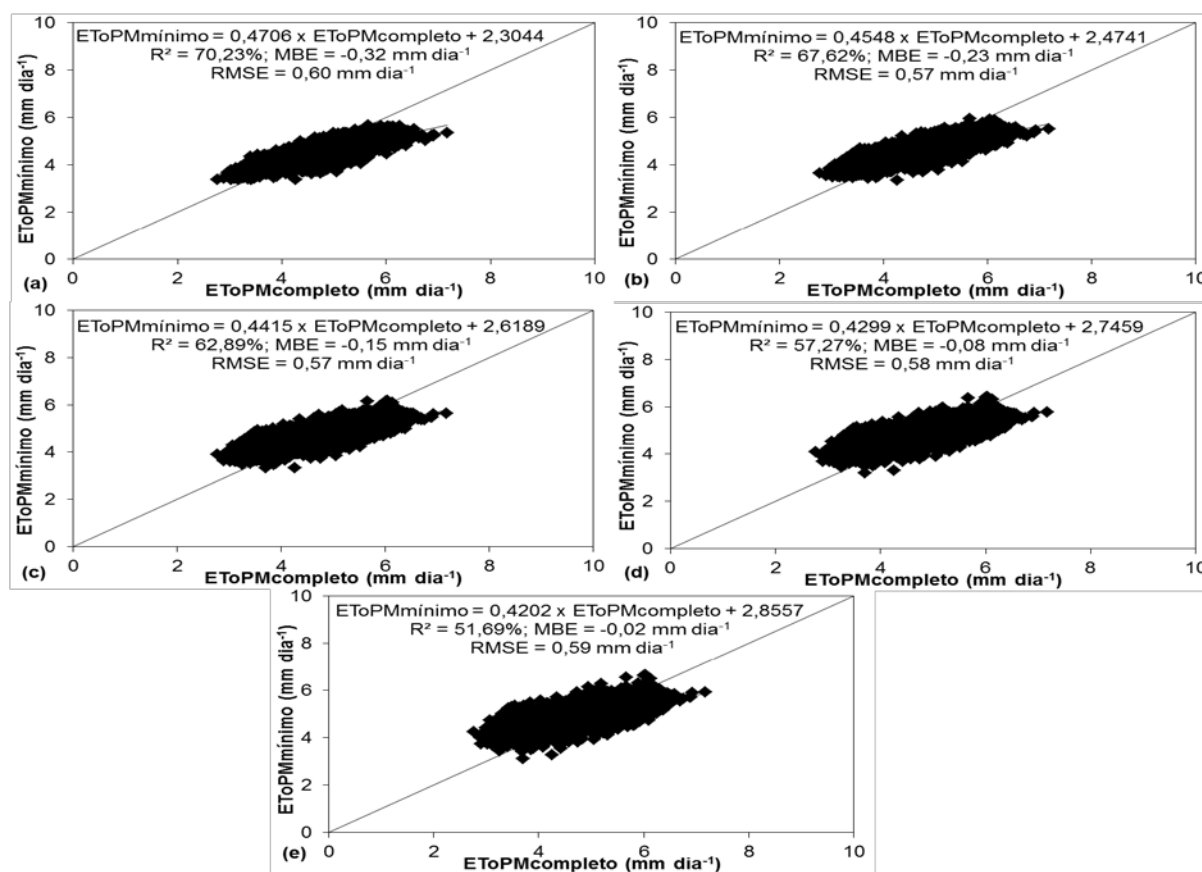 EToPMmínimo = 0,4706 x EToPMcompleto + 2,3044
R² = 70,23%; MBE = -0,32 mm dia⁻¹
RMSE = 0,60 mm dia⁻¹
EToPMmínimo (mm dia⁻¹)
10
8
6
4
2
0
0 2 4 6 8 10
(a)
EToPMcompleto (mm dia⁻¹)
EToPMmínimo = 0,4548 x EToPMcompleto + 2,4741
R² = 67,62%; MBE = -0,23 mm dia⁻¹
RMSE = 0,57 mm dia⁻¹
EToPMmínimo (mm dia⁻¹)
10
8
6
4
2
0
0 2 4 6 8 10
(b)
EToPMcompleto (mm dia⁻¹)
EToPMmínimo = 0,4415 x EToPMcompleto + 2,6189
R² = 62,89%; MBE = -0,15 mm dia⁻¹
RMSE = 0,57 mm dia⁻¹
EToPMmínimo (mm dia⁻¹)
10
8
6
4
2
0
0 2 4 6 8 10
(c)
EToPMcompleto (mm dia⁻¹)
EToPMmínimo = 0,4299 x EToPMcompleto + 2,7459
R² = 57,27%; MBE = -0,08 mm dia⁻¹
RMSE = 0,58 mm dia⁻¹
EToPMmínimo (mm dia⁻¹)
10
8
6
4
2
0
0 2 4 6 8 10
(d)
EToPMcompleto (mm dia⁻¹)
EToPMmínimo = 0,4202 x EToPMcompleto + 2,8557
R² = 51,69%; MBE = -0,02 mm dia⁻¹
RMSE = 0,59 mm dia⁻¹
EToPMmínimo (mm dia⁻¹)
10
8
6
4
2
0
0 2 4 6 8 10
(e)
EToPMcompleto (mm dia⁻¹)